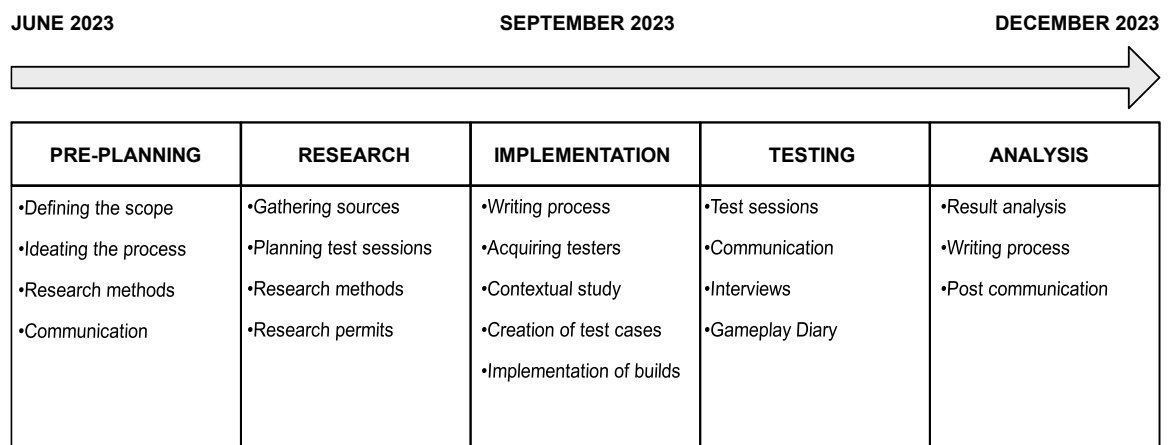 JUNE 2023 SEPTEMBER 2023 DECEMBER 2023
PRE-PLANNING RESEARCH IMPLEMENTATION TESTING ANALYSIS
•Defining the scope
•Ideating the process
•Research methods
•Communication
•Gathering sources
•Planning test sessions
•Research methods
•Research permits
•Writing process
•Acquiring testers
•Contextual study
•Creation of test cases
•Implementation of builds
•Test sessions
•Communication
•Interviews
•Gameplay Diary
•Result analysis
•Writing process
•Post communication